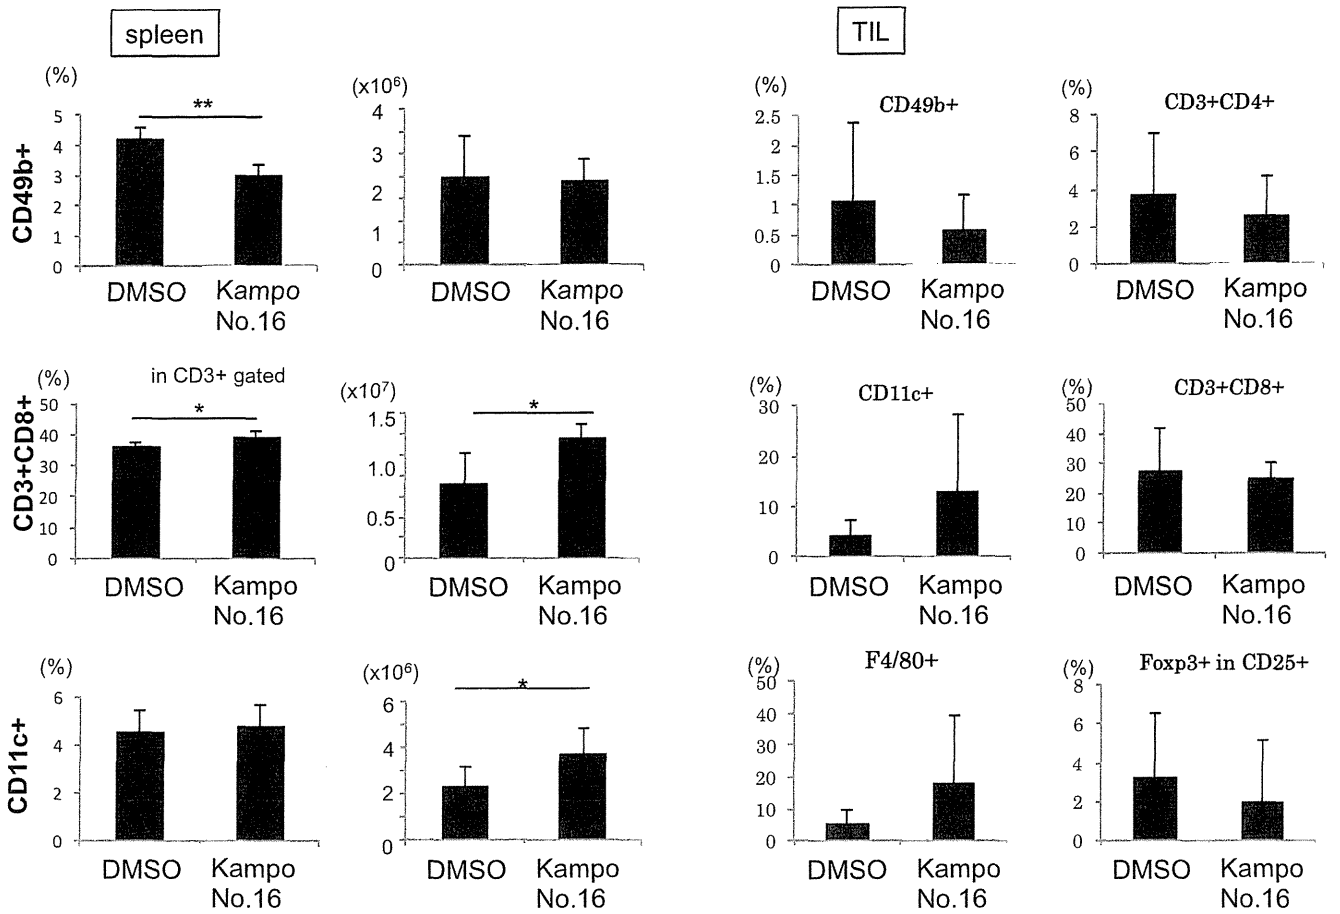 spleen
TIL
(%)
CD49b+
5
4
3
2
1
0
**
DMSO
Kampo
No.16
(x10⁶)
4
3
2
1
0
DMSO
Kampo
No.16
(%)
CD49b+
2.5
2
1.5
1
0.5
0
DMSO
Kampo
No.16
(%)
CD3+CD4+
8
6
4
2
0
DMSO
Kampo
No.16
CD3+CD8+
(%)
in CD3+ gated
50
40
30
20
10
0
*
DMSO
Kampo
No.16
(x10⁷)
1.5
1.0
0.5
0
*
DMSO
Kampo
No.16
(%)
CD11c+
30
20
10
0
DMSO
Kampo
No.16
(%)
CD3+CD8+
50
40
30
20
10
0
DMSO
Kampo
No.16
CD11c+
(%)
6
4
2
0
DMSO
Kampo
No.16
(x10⁶)
6
4
2
0
*
DMSO
Kampo
No.16
(%)
F4/80+
50
40
30
20
10
0
DMSO
Kampo
No.16
(%)
Foxp3+ in CD25+
8
6
4
2
0
DMSO
Kampo
No.16